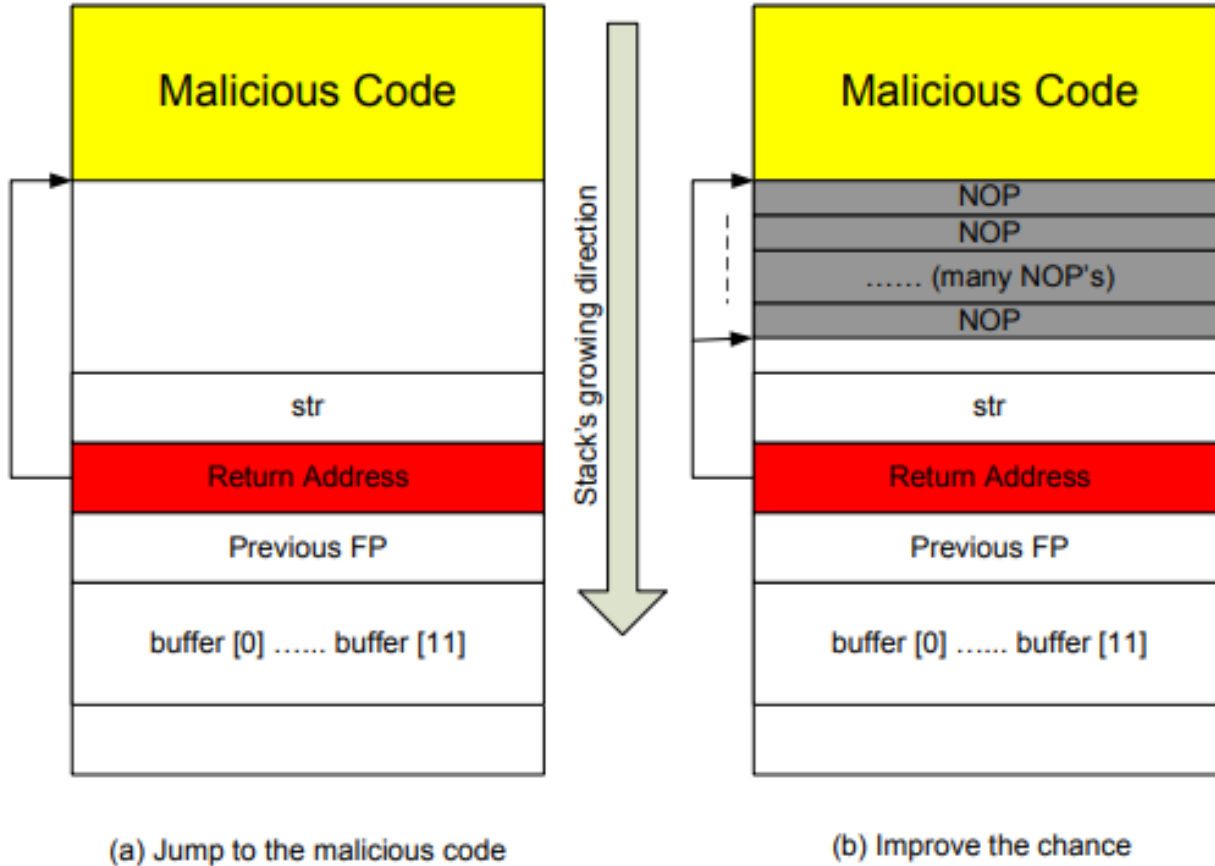 Malicious Code
str
Return Address
Previous FP
buffer [0] …... buffer [11]
(a) Jump to the malicious code
Stack's growing direction
Malicious Code
NOP
NOP
…... (many NOP's)
NOP
str
Return Address
Previous FP
buffer [0] …... buffer [11]
(b) Improve the chance